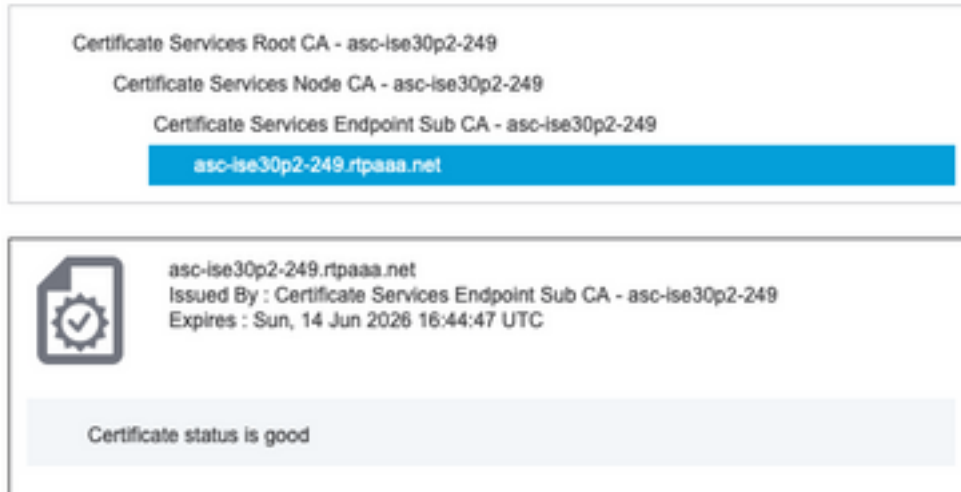 Certificate Services Root CA - asc-ise30p2-249
Certificate Services Node CA - asc-ise30p2-249
Certificate Services Endpoint Sub CA - asc-ise30p2-249
asc-ise30p2-249.rtpaaa.net
asc-ise30p2-249.rtpaaa.net
Issued By : Certificate Services Endpoint Sub CA - asc-ise30p2-249
Expires : Sun, 14 Jun 2026 16:44:47 UTC
Certificate status is good